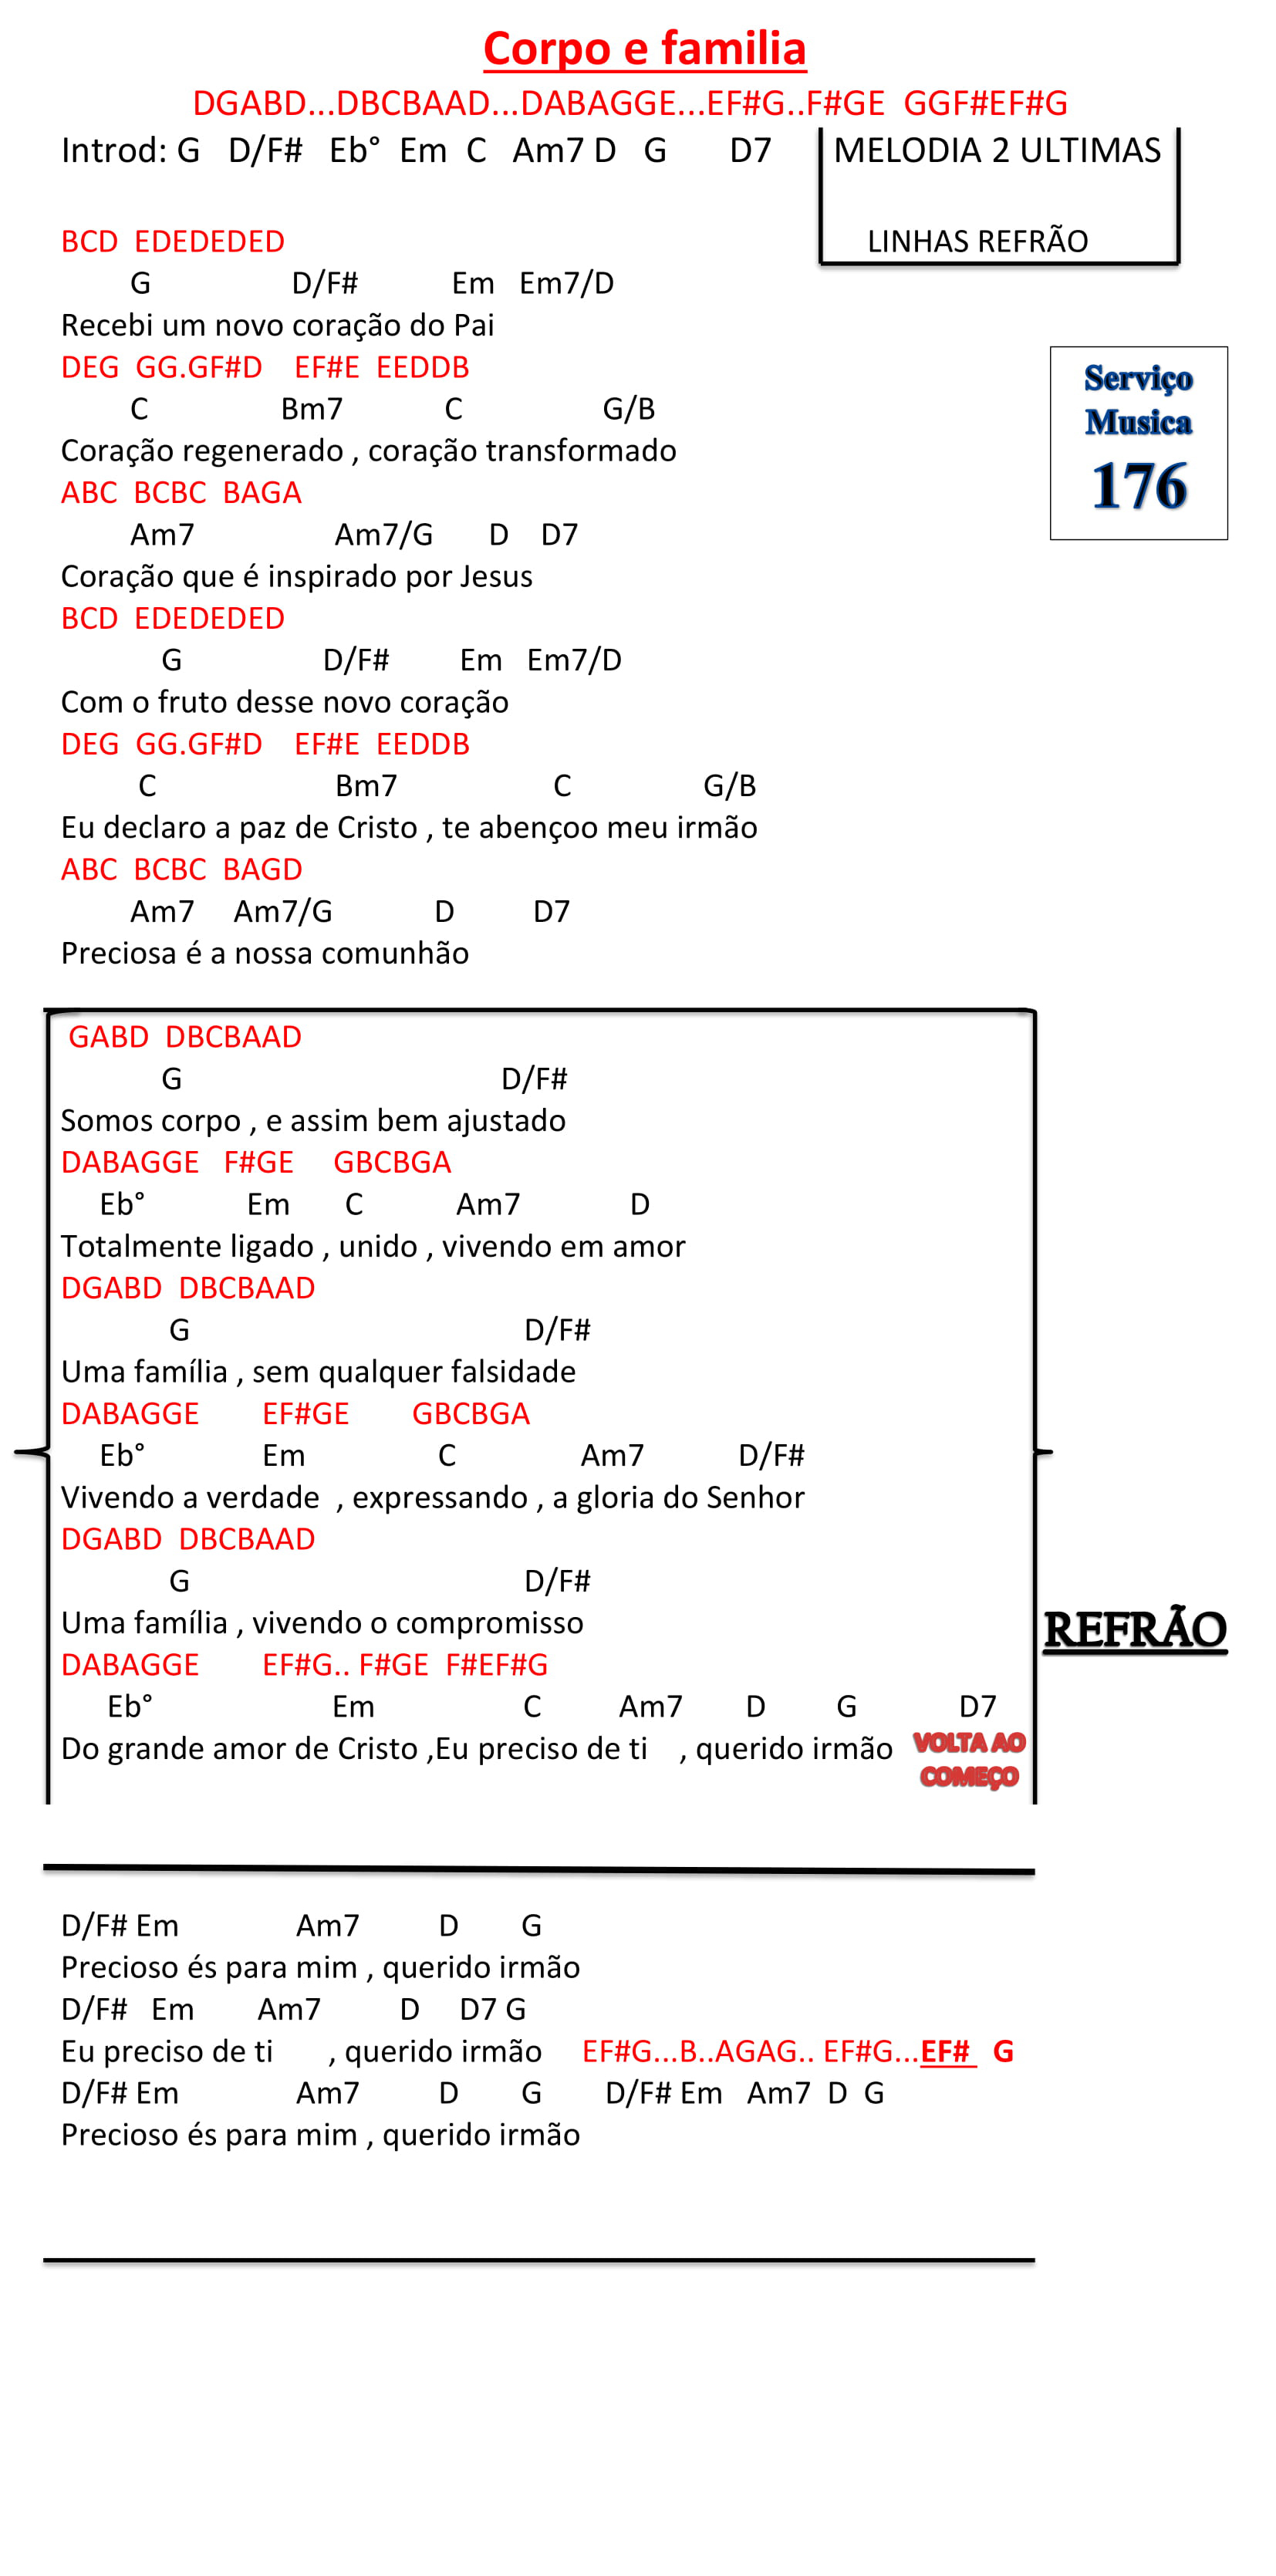 Corpo e familia
DGABD...DBCBAAD...DABAGGE...EF#G..F#GE GGF#EF#G
Introd: G D/F# Eb° Em C Am7 D G D7
MELODIA 2 ULTIMAS
LINHAS REFRÃO
BCD EDEDEDED
G D/F# Em Em7/D
Recebi um novo coração do Pai
DEG GG.GF#D EF#E EEDDB
C Bm7 C G/B
Coração regenerado , coração transformado
ABC BCBC BAGA
Am7 Am7/G D D7
Coração que é inspirado por Jesus
Serviço
Musica
176
BCD EDEDEDED
G D/F# Em Em7/D
Com o fruto desse novo coração
DEG GG.GF#D EF#E EEDDB
C Bm7 C G/B
Eu declaro a paz de Cristo , te abençoo meu irmão
ABC BCBC BAGD
Am7 Am7/G D D7
Preciosa é a nossa comunhão
GABD DBCBAAD
G D/F#
Somos corpo , e assim bem ajustado
DABAGGE F#GE GBCBGA
Eb° Em C Am7 D
Totalmente ligado , unido , vivendo em amor
DGABD DBCBAAD
G D/F#
Uma família , sem qualquer falsidade
DABAGGE EF#GE GBCBGA
Eb° Em C Am7 D/F#
Vivendo a verdade , expressando , a gloria do Senhor
DGABD DBCBAAD
G D/F#
Uma família , vivendo o compromisso
REFRÃO
DABAGGE EF#G.. F#GE F#EF#G
Eb° Em C Am7 D G D7
Do grande amor de Cristo ,Eu preciso de ti , querido irmão
VOLTA AO
COMEÇO
D/F# Em Am7 D G
Precioso és para mim , querido irmão
D/F# Em Am7 D D7 G
Eu preciso de ti , querido irmão EF#G...B..AGAG.. EF#G...EF# G
D/F# Em Am7 D G D/F# Em Am7 D G
Precioso és para mim , querido irmão